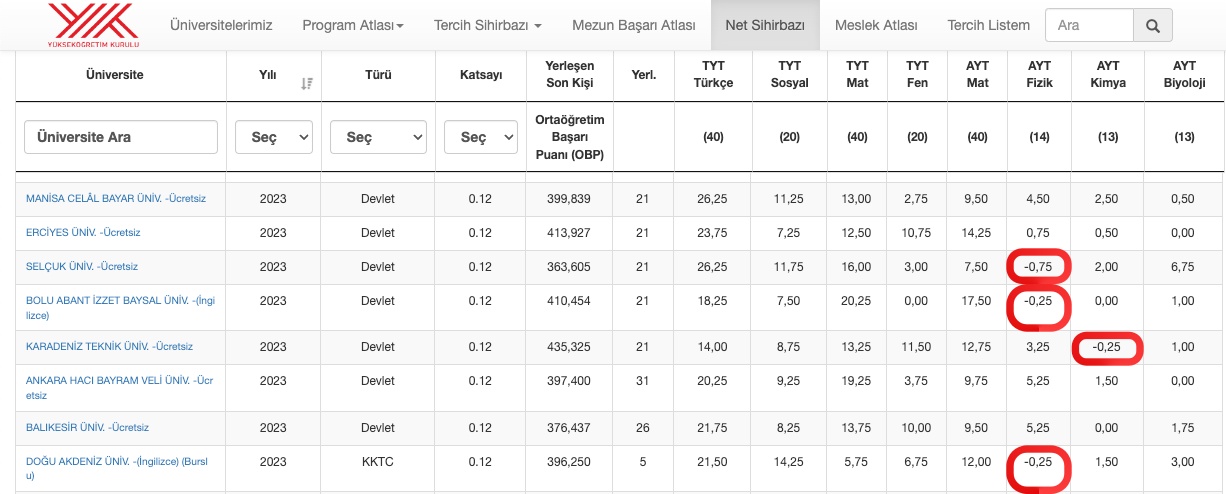 YÜKSEKÖĞRETİM KURULU
Üniversitelerimiz Program Atlası Tercih Sihirbazı Mezun Başarı Atlası Net Sihirbazı Meslek Atlası Tercih Listem Ara
Üniversite Yılı Türü Katsayı Yerleşen Son Kişi Yerl. TYT Türkçe TYT Sosyal TYT Mat TYT Fen AYT Mat AYT Fizik AYT Kimya AYT Biyoloji
Üniversite Ara Seç Seç Seç Ortaöğretim Başarı Puanı (OBP) (40) (20) (40) (20) (40) (14) (13) (13)
MANİSA CELÂL BAYAR ÜNİV. -Ücretsiz 2023 Devlet 0.12 399,839 21 26,25 11,25 13,00 2,75 9,50 4,50 2,50 0,50
ERCİYES ÜNİV. -Ücretsiz 2023 Devlet 0.12 413,927 21 23,75 7,25 12,50 10,75 14,25 0,75 0,50 0,00
SELÇUK ÜNİV. -Ücretsiz 2023 Devlet 0.12 363,605 21 26,25 11,75 16,00 3,00 7,50 -0,75 2,00 6,75
BOLU ABANT İZZET BAYSAL ÜNİV. -(İngi
lizce) 2023 Devlet 0.12 410,454 21 18,25 7,50 20,25 0,00 17,50 -0,25 0,00 1,00
KARADENİZ TEKNİK ÜNİV. -Ücretsiz 2023 Devlet 0.12 435,325 21 14,00 8,75 13,25 11,50 12,75 3,25 -0,25 1,00
ANKARA HACI BAYRAM VELİ ÜNİV. -Ücr
etsiz 2023 Devlet 0.12 397,400 31 20,25 9,25 19,25 3,75 9,75 5,25 1,50 0,00
BALIKESİR ÜNİV. -Ücretsiz 2023 Devlet 0.12 376,437 26 21,75 8,25 13,75 10,00 9,50 5,25 0,00 1,75
DOĞU AKDENİZ ÜNİV. -(İngilizce) (Bursl
u) 2023 KKTC 0.12 396,250 5 21,50 14,25 5,75 6,75 12,00 -0,25 1,50 3,00